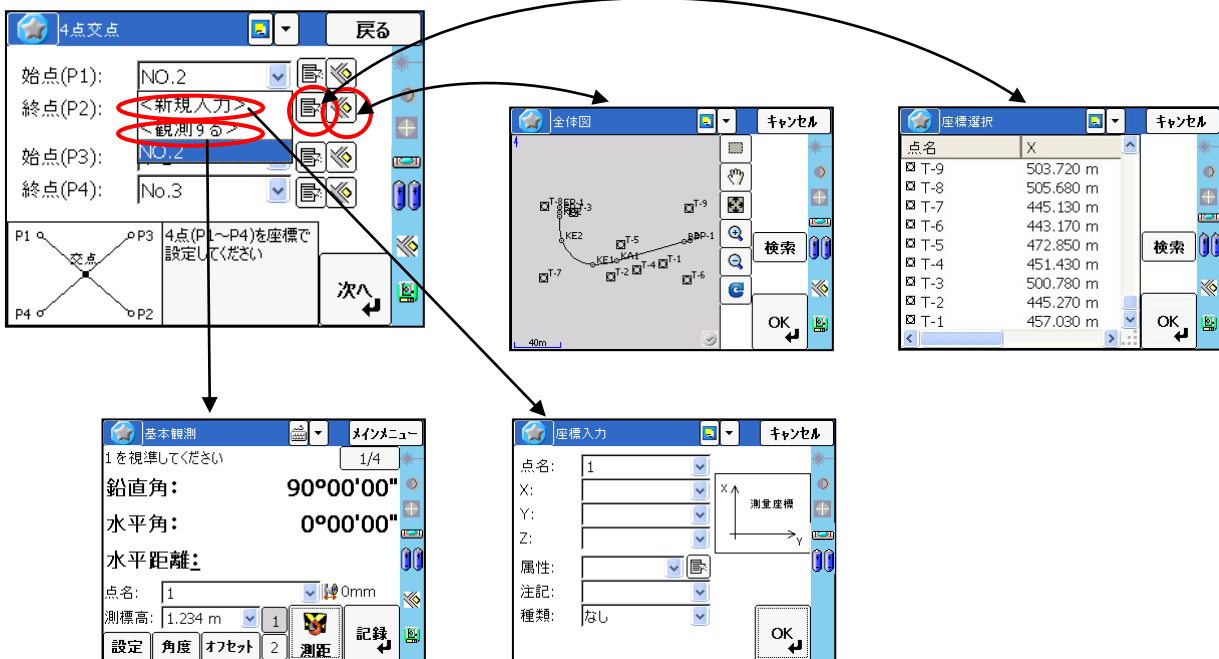 4点交点
戻る
始点(P1):
NO.2
終点(P2):
<新規入力>
<観測する>
NO.2
始点(P3):
終点(P4):
No.3
P1
P3
交点
P4
P2
4点(P1～P4)を座標で
設定してください
次へ
全体図
キャンセル
4
T-8
T-3
T-9
KE2
T-5
BP-1
KE1
KA1
T-7
T-2
T-4
T-1
T-6
40m
検索
OK
座標選択
キャンセル
点名
X
T-9 503.720 m
T-8 505.680 m
T-7 445.130 m
T-6 443.170 m
T-5 472.850 m
T-4 451.430 m
T-3 500.780 m
T-2 445.270 m
T-1 457.030 m
検索
OK
基本観測
メインメニュー
1を視準してください
1/4
鉛直角: 90°00'00"
水平角: 0°00'00"
水平距離:
点名: 1
0mm
測標高: 1.234 m
1
2
設定
角度
オフセット
測距
記録
座標入力
キャンセル
点名: 1
X:
Y:
Z:
属性:
注記:
種類: なし
X
測量座標
Y
OK